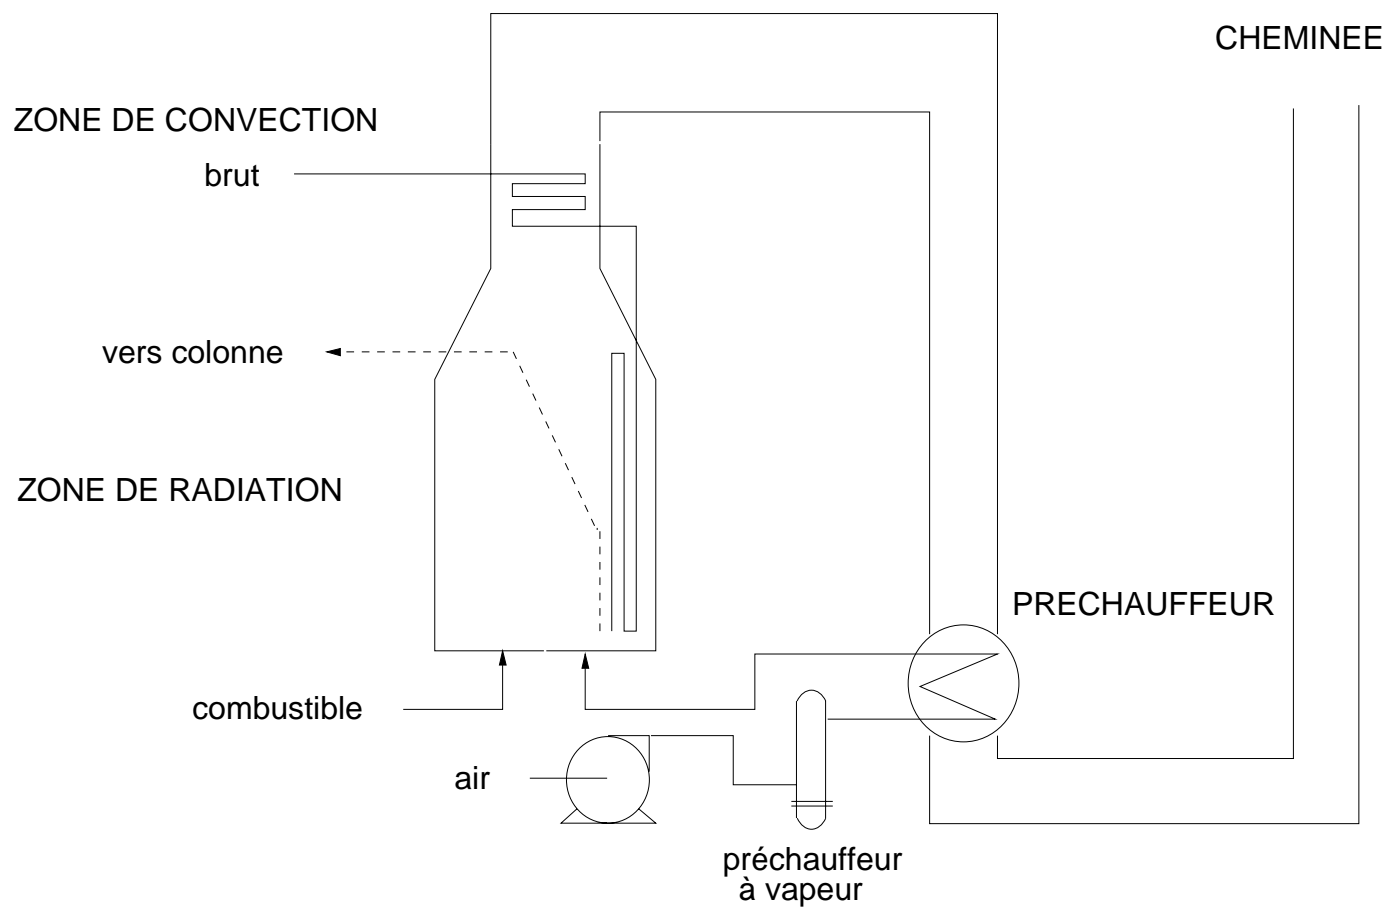 CHEMINEE
ZONE DE CONVECTION
brut
vers colonne
ZONE DE RADIATION
PRECHAUFFEUR
combustible
air
préchauffeur
à vapeur